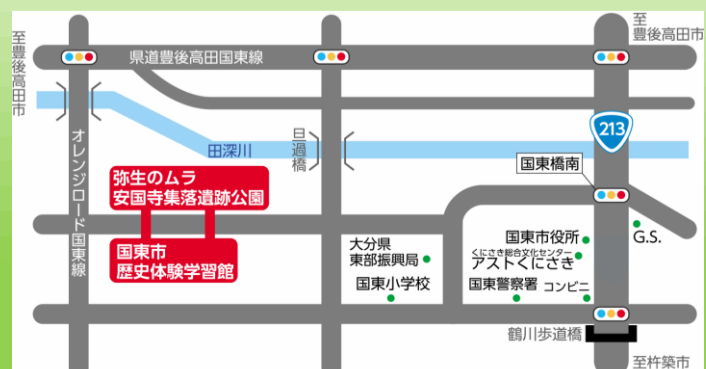 至
豊後高田市
至豊後高田市
県道豊後高田国東線
オレンジロード国東線
田深川
旦過橋
213
国東橋南
弥生のムラ
安国寺集落遺跡公園
国東市
歴史体験学習館
大分県
東部振興局
国東小学校
国東市役所
くにさき総合文化センター
アストくにさき
G.S.
国東警察署
コンビニ
鶴川歩道橋
至杵築市